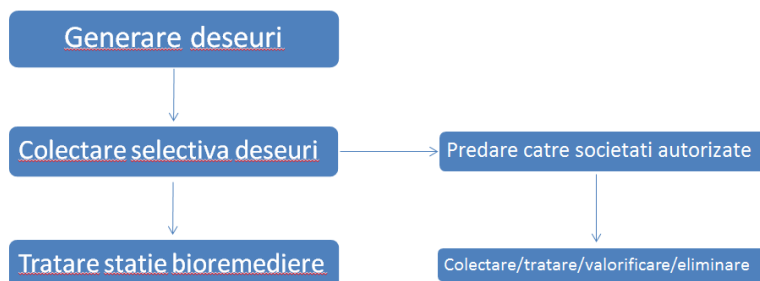 Generare deseuri
Colectare selectiva deseuri
Predare catre societati autorizate
Tratare statie bioremediere
Colectare/tratare/valorificare/eliminare